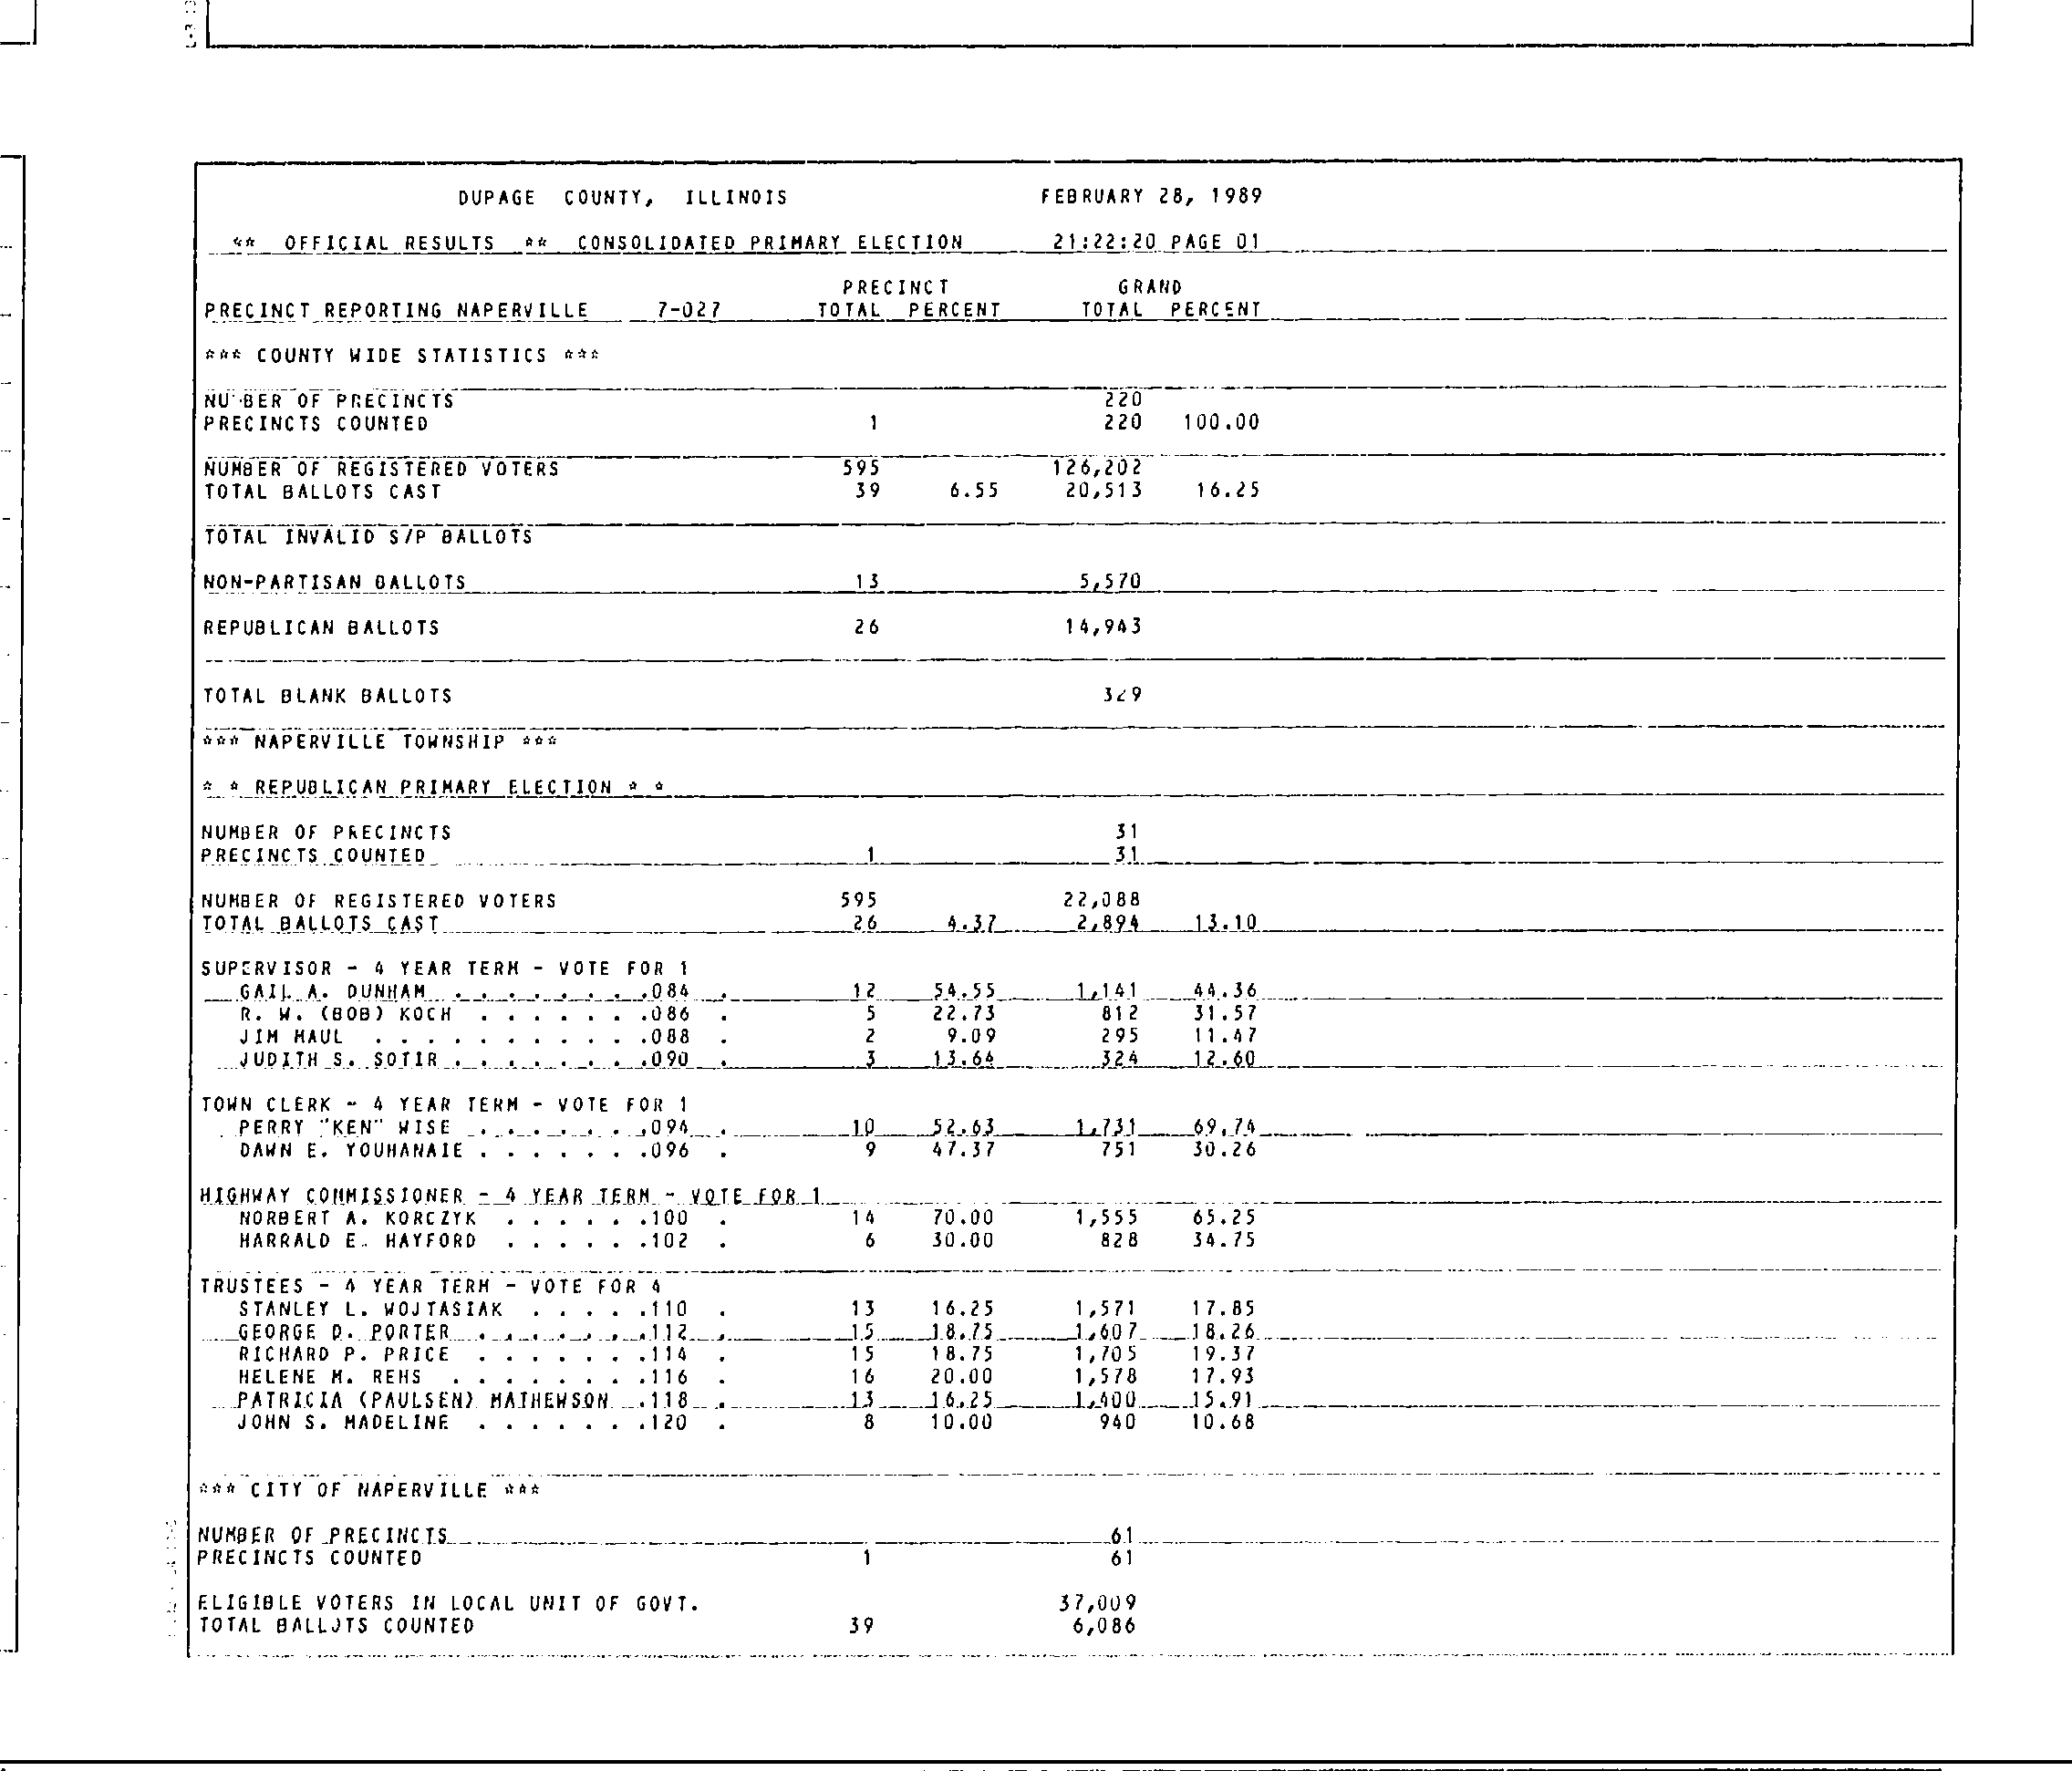 DUPAGE COUNTY, ILLINOIS FEBRUARY 28, 1989
** OFFICIAL RESULTS ** CONSOLIDATED PRIMARY ELECTION 21:22:20 PAGE 01
PRECINCT GRAND
PRECINCT REPORTING NAPERVILLE 7-027 TOTAL PERCENT TOTAL PERCENT
*** COUNTY WIDE STATISTICS ***
NUMBER OF PRECINCTS 220
PRECINCTS COUNTED 1 220 100.00
NUMBER OF REGISTERED VOTERS 595 126,202
TOTAL BALLOTS CAST 39 6.55 20,513 16.25
TOTAL INVALID S/P BALLOTS
NON-PARTISAN BALLOTS 13 5,570
REPUBLICAN BALLOTS 26 14,943
TOTAL BLANK BALLOTS 329
*** NAPERVILLE TOWNSHIP ***
* * REPUBLICAN PRIMARY ELECTION * *
NUMBER OF PRECINCTS 31
PRECINCTS COUNTED 1 31
NUMBER OF REGISTERED VOTERS 595 22,088
TOTAL BALLOTS CAST 26 4.37 2,894 13.10
SUPERVISOR - 4 YEAR TERM - VOTE FOR 1
GAIL A. DUNHAM . . . . . . . .084 . 12 54.55 1,141 44.36
R. W. (BOB) KOCH . . . . . . .086 . 5 22.73 812 31.57
JIM MAUL . . . . . . . . . . .088 . 2 9.09 295 11.47
JUDITH S. SOTIR . . . . . . . .090 . 3 13.64 324 12.60
TOWN CLERK - 4 YEAR TERM - VOTE FOR 1
PERRY "KEN" WISE . . . . . . .094 . 10 52.63 1,731 69.74
DAWN E. YOUHANAIE . . . . . . .096 . 9 47.37 751 30.26
HIGHWAY COMMISSIONER - 4 YEAR TERM - VOTE FOR 1
NORBERT A. KORCZYK . . . . . .100 . 14 70.00 1,555 65.25
HARRALD E. HAYFORD . . . . . .102 . 6 30.00 828 34.75
TRUSTEES - 4 YEAR TERM - VOTE FOR 4
STANLEY L. WOJTASIAK . . . . .110 . 13 16.25 1,571 17.85
GEORGE D. PORTER . . . . . . .112 . 15 18.75 1,607 18.26
RICHARD P. PRICE . . . . . . .114 . 15 18.75 1,705 19.37
HELENE M. REHS . . . . . . . .116 . 16 20.00 1,578 17.93
PATRICIA (PAULSEN) MATHEWSON .118 . 13 16.25 1,400 15.91
JOHN S. MADELINE . . . . . . .120 . 8 10.00 940 10.68
*** CITY OF NAPERVILLE ***
NUMBER OF PRECINCTS 61
PRECINCTS COUNTED 1 61
ELIGIBLE VOTERS IN LOCAL UNIT OF GOVT. 37,009
TOTAL BALLOTS COUNTED 39 6,086